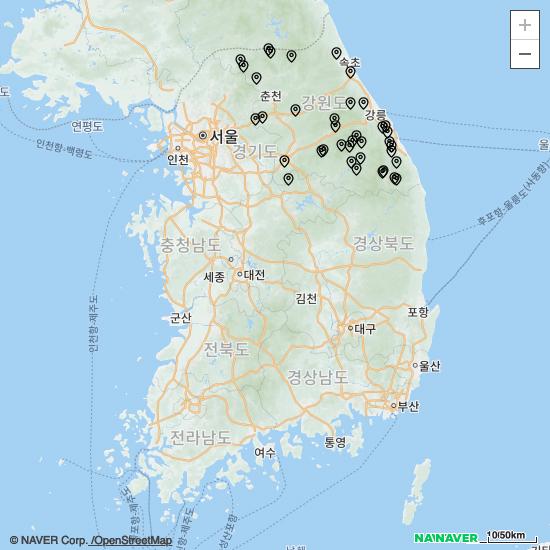 +
−
속초
춘천
강원도
강릉
연평도
서울
인천항-백령도
인천
경기도
울
후포항-울릉도(사동항)
충청남도
경상북도
세종
대전
김천
인천항-제주도
군산
포항
대구
전라북도
울산
경상남도
부산
전라남도
통영
여수
© NAVER Corp. /OpenStreetMap
NAVER
10/50km